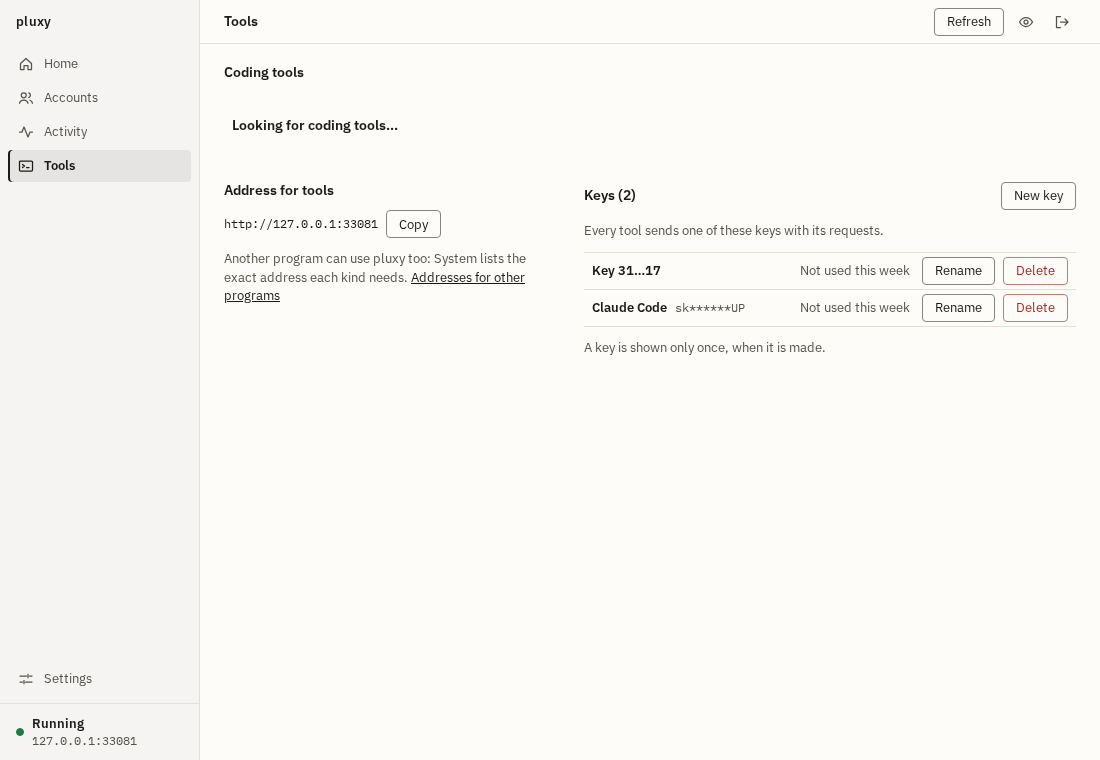 pluxy
Home
Accounts
Activity
Tools
Settings
Running
127.0.0.1:33081
Tools
Refresh
Coding tools
Looking for coding tools...
Address for tools
http://127.0.0.1:33081
Copy
Another program can use pluxy too: System lists the
exact address each kind needs. Addresses for other
programs
Keys (2)
New key
Every tool sends one of these keys with its requests.
Key 31…17 Not used this week Rename Delete
Claude Code sk******UP Not used this week Rename Delete
A key is shown only once, when it is made.